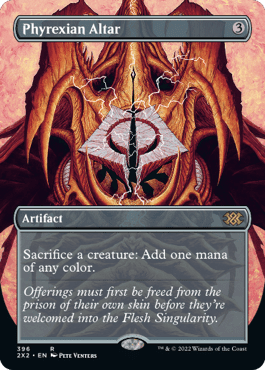 Phyrexian Altar 3
Artifact
Sacrifice a creature: Add one mana
of any color.
Offerings must first be freed from the
prison of their own skin before they're
welcomed into the Flesh Singularity.
396 R
2X2 • EN Pete Venters ™ & © 2022 Wizards of the Coast